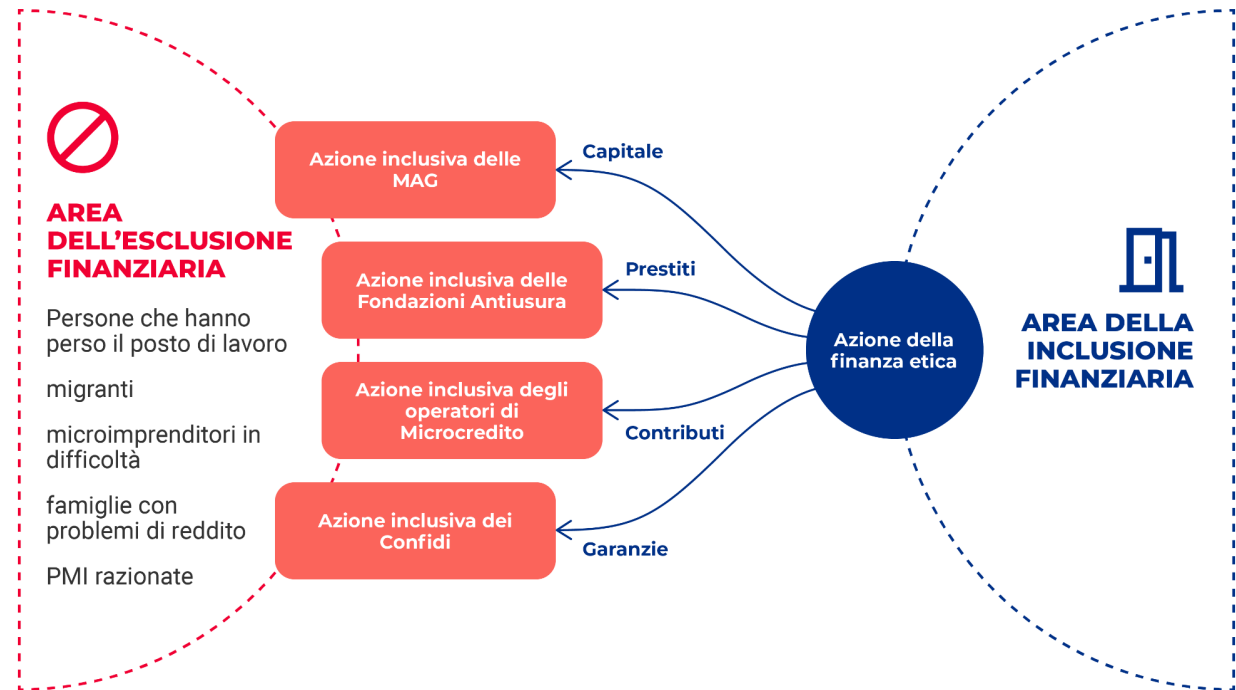 AREA
DELL’ESCLUSIONE
FINANZIARIA
Persone che hanno
perso il posto di lavoro
migranti
microimprenditori in
difficoltà
famiglie con
problemi di reddito
PMI razionate
Azione inclusiva delle
MAG
Azione inclusiva delle
Fondazioni Antiusura
Azione inclusiva degli
operatori di
Microcredito
Azione inclusiva dei
Confidi
Capitale
Prestiti
Contributi
Garanzie
Azione della
finanza etica
AREA DELLA
INCLUSIONE
FINANZIARIA